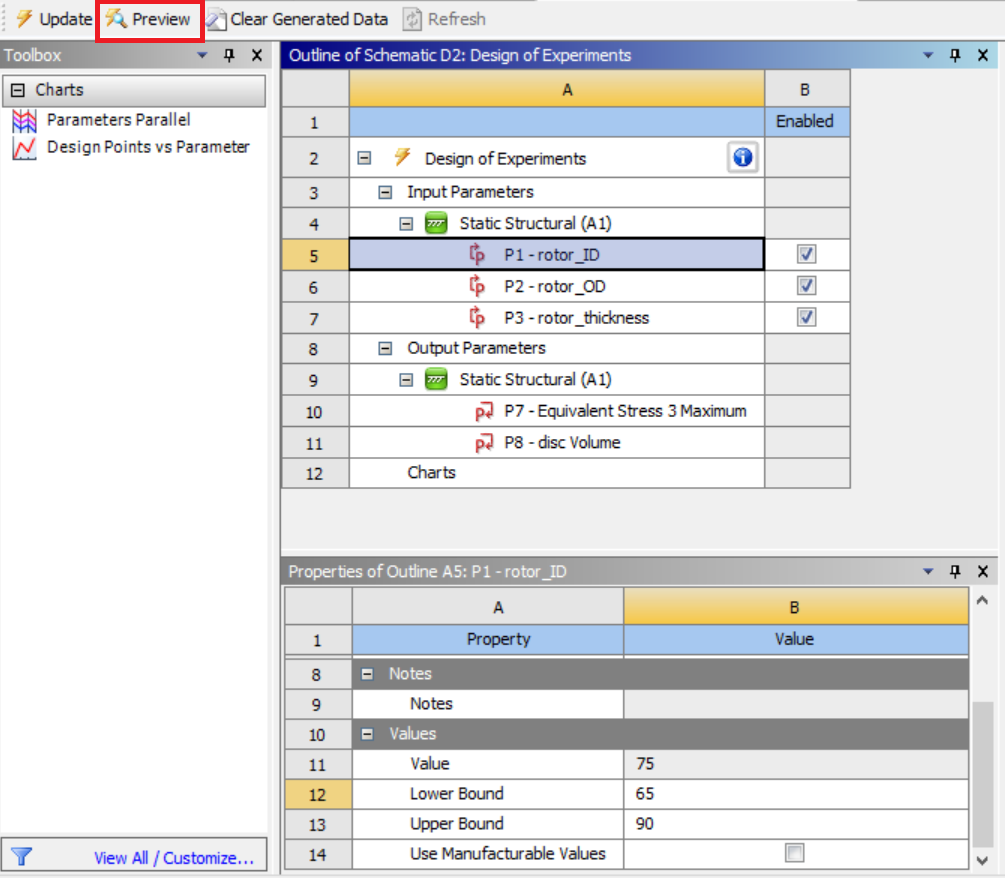 Update Preview Clear Generated Data Refresh
Toolbox
Charts
Parameters Parallel
Design Points vs Parameter
View All / Customize...
Outline of Schematic D2: Design of Experiments
A B
1 Enabled
2 Design of Experiments
3 Input Parameters
4 Static Structural (A1)
5 P1 - rotor_ID
6 P2 - rotor_OD
7 P3 - rotor_thickness
8 Output Parameters
9 Static Structural (A1)
10 P7 - Equivalent Stress 3 Maximum
11 P8 - disc Volume
12 Charts
Properties of Outline A5: P1 - rotor_ID
A B
1 Property Value
8 Notes
9 Notes
10 Values
11 Value 75
12 Lower Bound 65
13 Upper Bound 90
14 Use Manufacturable Values